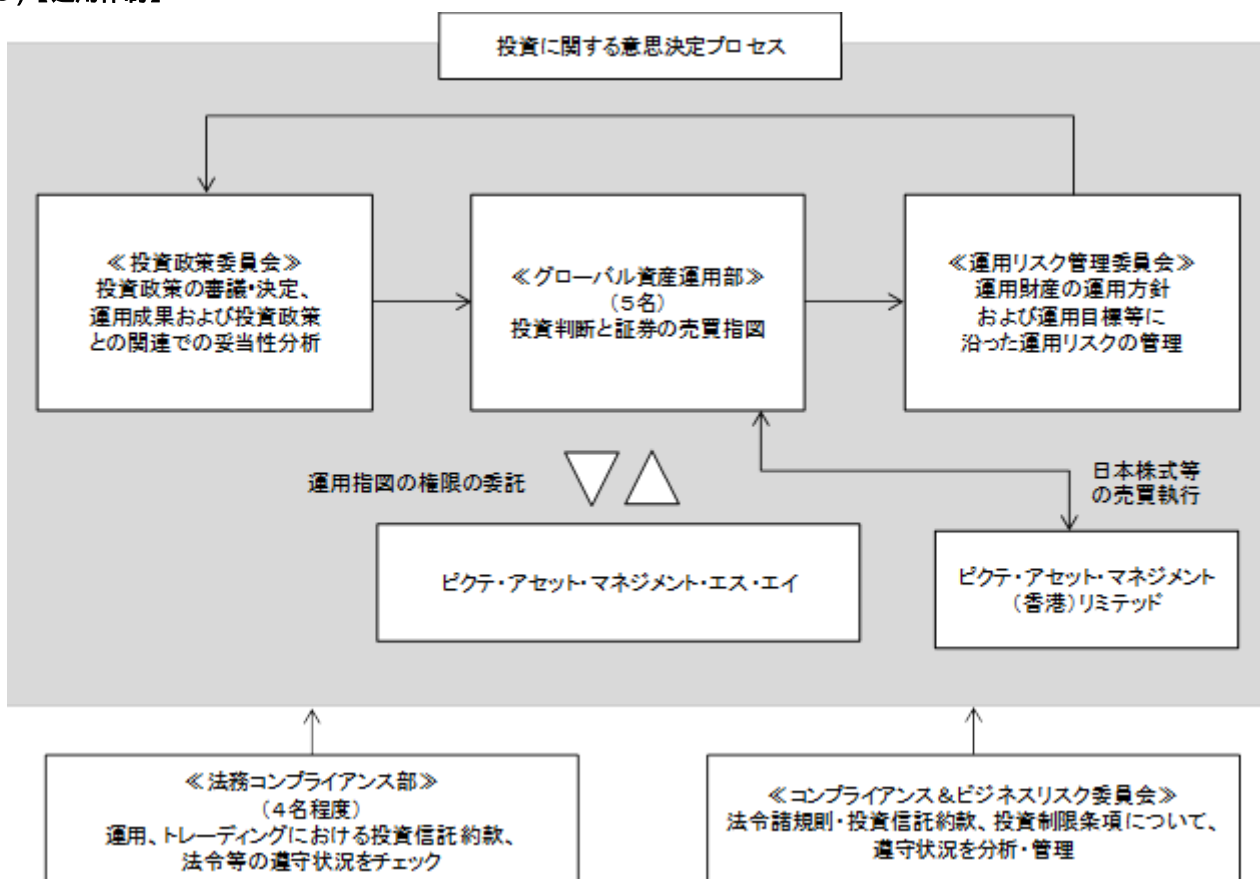 【運用体制】
投資に関する意思決定プロセス
≪投資政策委員会≫
投資政策の審議・決定、
運用成果および投資政策
との関連での妥当性分析
≪グローバル資産運用部≫
（5名）
投資判断と証券の売買指図
≪運用リスク管理委員会≫
運用財産の運用方針
および運用目標等に
沿った運用リスクの管理
運用指図の権限の委託
日本株式等
の売買執行
ピクテ・アセット・マネジメント・エス・エイ
ピクテ・アセット・マネジメント
（香港）リミテッド
≪法務コンプライアンス部≫
（4名程度）
運用、トレーディングにおける投資信託約款、
法令等の遵守状況をチェック
≪コンプライアンス＆ビジネスリスク委員会≫
法令諸規則・投資信託約款、投資制限条項について、
遵守状況を分析・管理